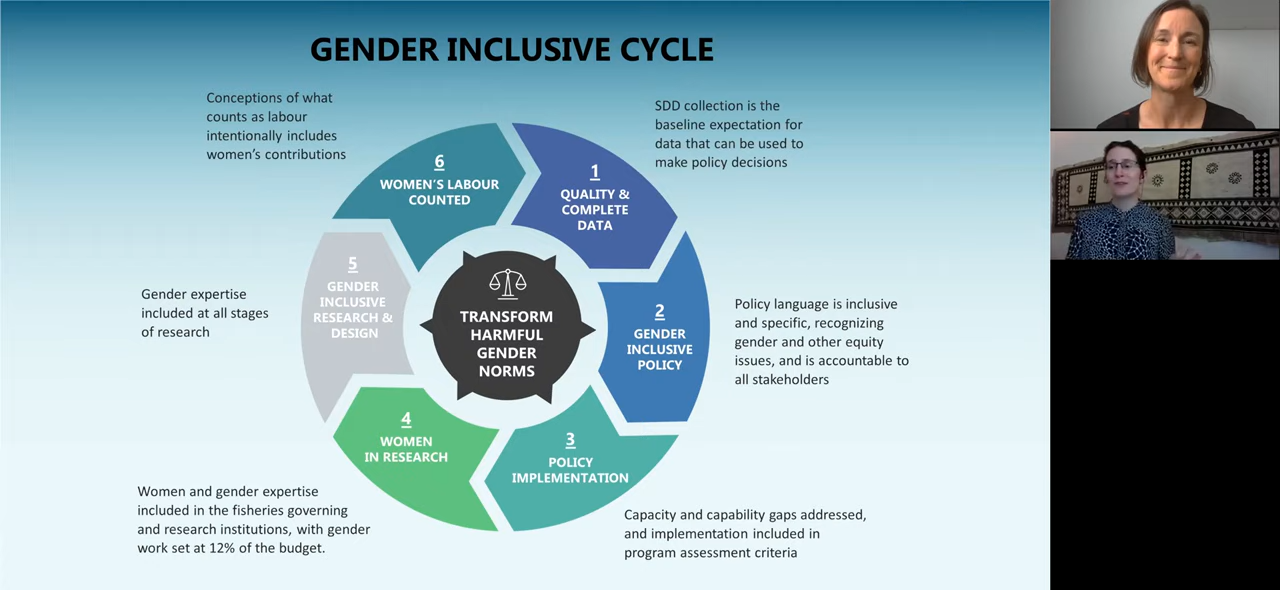 GENDER INCLUSIVE CYCLE
Conceptions of what
counts as labour
intentionally includes
women's contributions
SDD collection is the
baseline expectation for
data that can be used to
make policy decisions
6
WOMEN'S LABOUR
COUNTED
1
QUALITY &
COMPLETE
DATA
5
GENDER
INCLUSIVE
RESEARCH &
DESIGN
TRANSFORM
HARMFUL
GENDER
NORMS
2
GENDER
INCLUSIVE
POLICY
Gender expertise
included at all stages
of research
Policy language is inclusive
and specific, recognizing
gender and other equity
issues, and is accountable to
all stakeholders
4
WOMEN
IN RESEARCH
3
POLICY
IMPLEMENTATION
Women and gender expertise
included in the fisheries governing
and research institutions, with gender
work set at 12% of the budget.
Capacity and capability gaps addressed,
and implementation included in
program assessment criteria